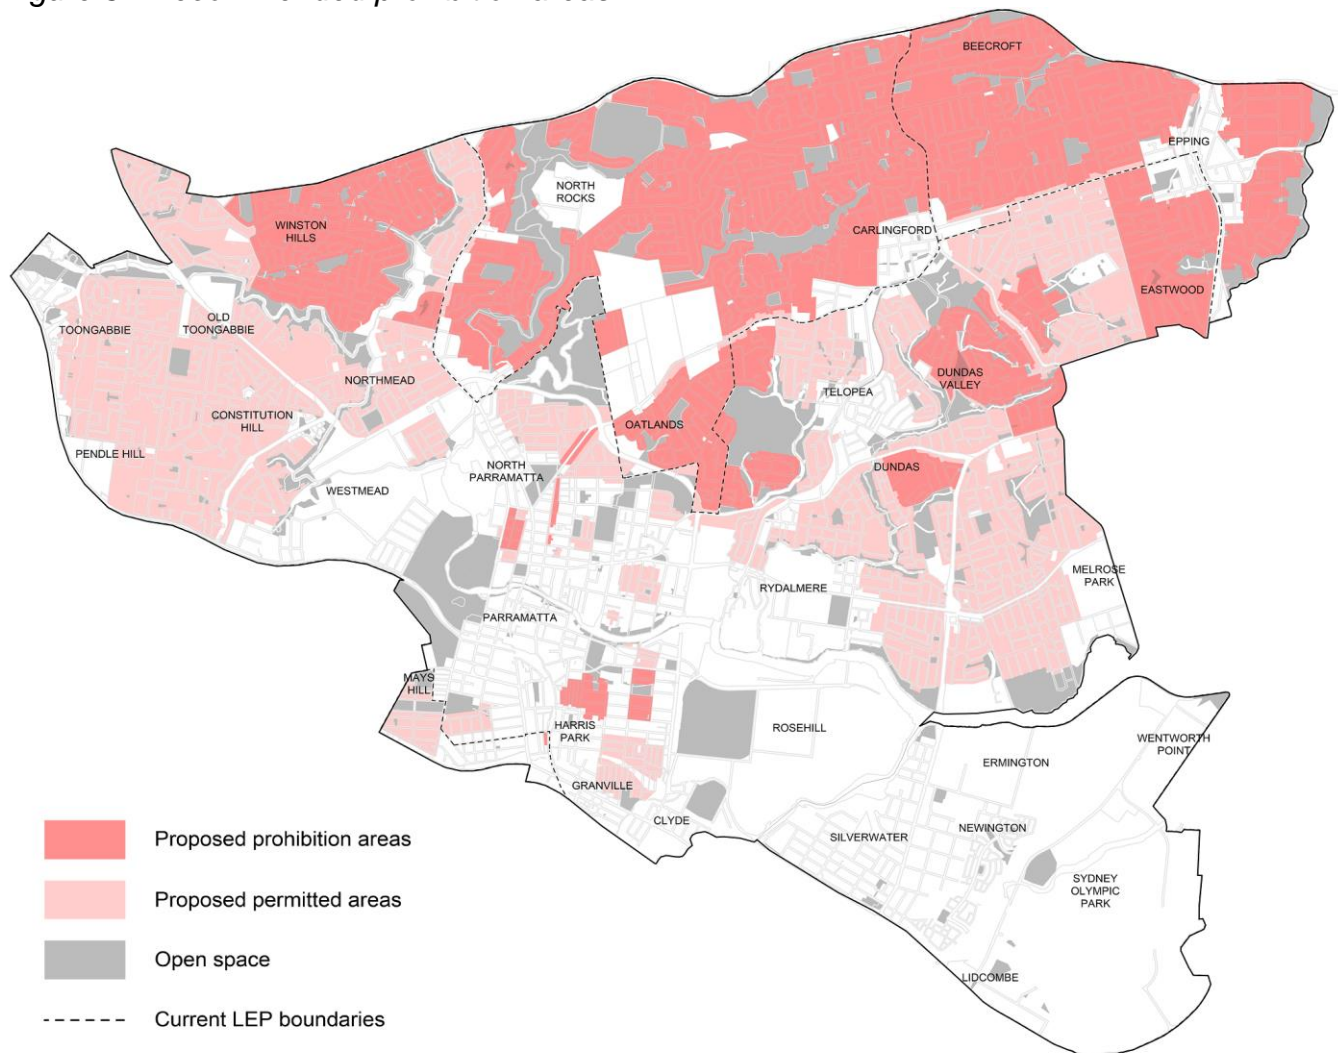 BEECROFT
EPPING
NORTH
ROCKS
WINSTON
HILLS
CARLINGFORD
EASTWOOD
OLD
TOONGABBIE
TOONGABBIE
NORTHMEAD
DUNDAS
VALLEY
TELOPEA
CONSTITUTION
HILL
OATLANDS
PENDLE HILL
NORTH
PARRAMATTA
DUNDAS
WESTMEAD
MELROSE
PARK
RYDALMERE
PARRAMATTA
MAYS
HILL
HARRIS
PARK
ROSEHILL
WENTWORTH
POINT
ERMINGTON
GRANVILLE
CLYDE
SILVERWATER
NEWINGTON
SYDNEY
OLYMPIC
PARK
LIDCOMBE
Proposed prohibition areas
Proposed permitted areas
Open space
Current LEP boundaries